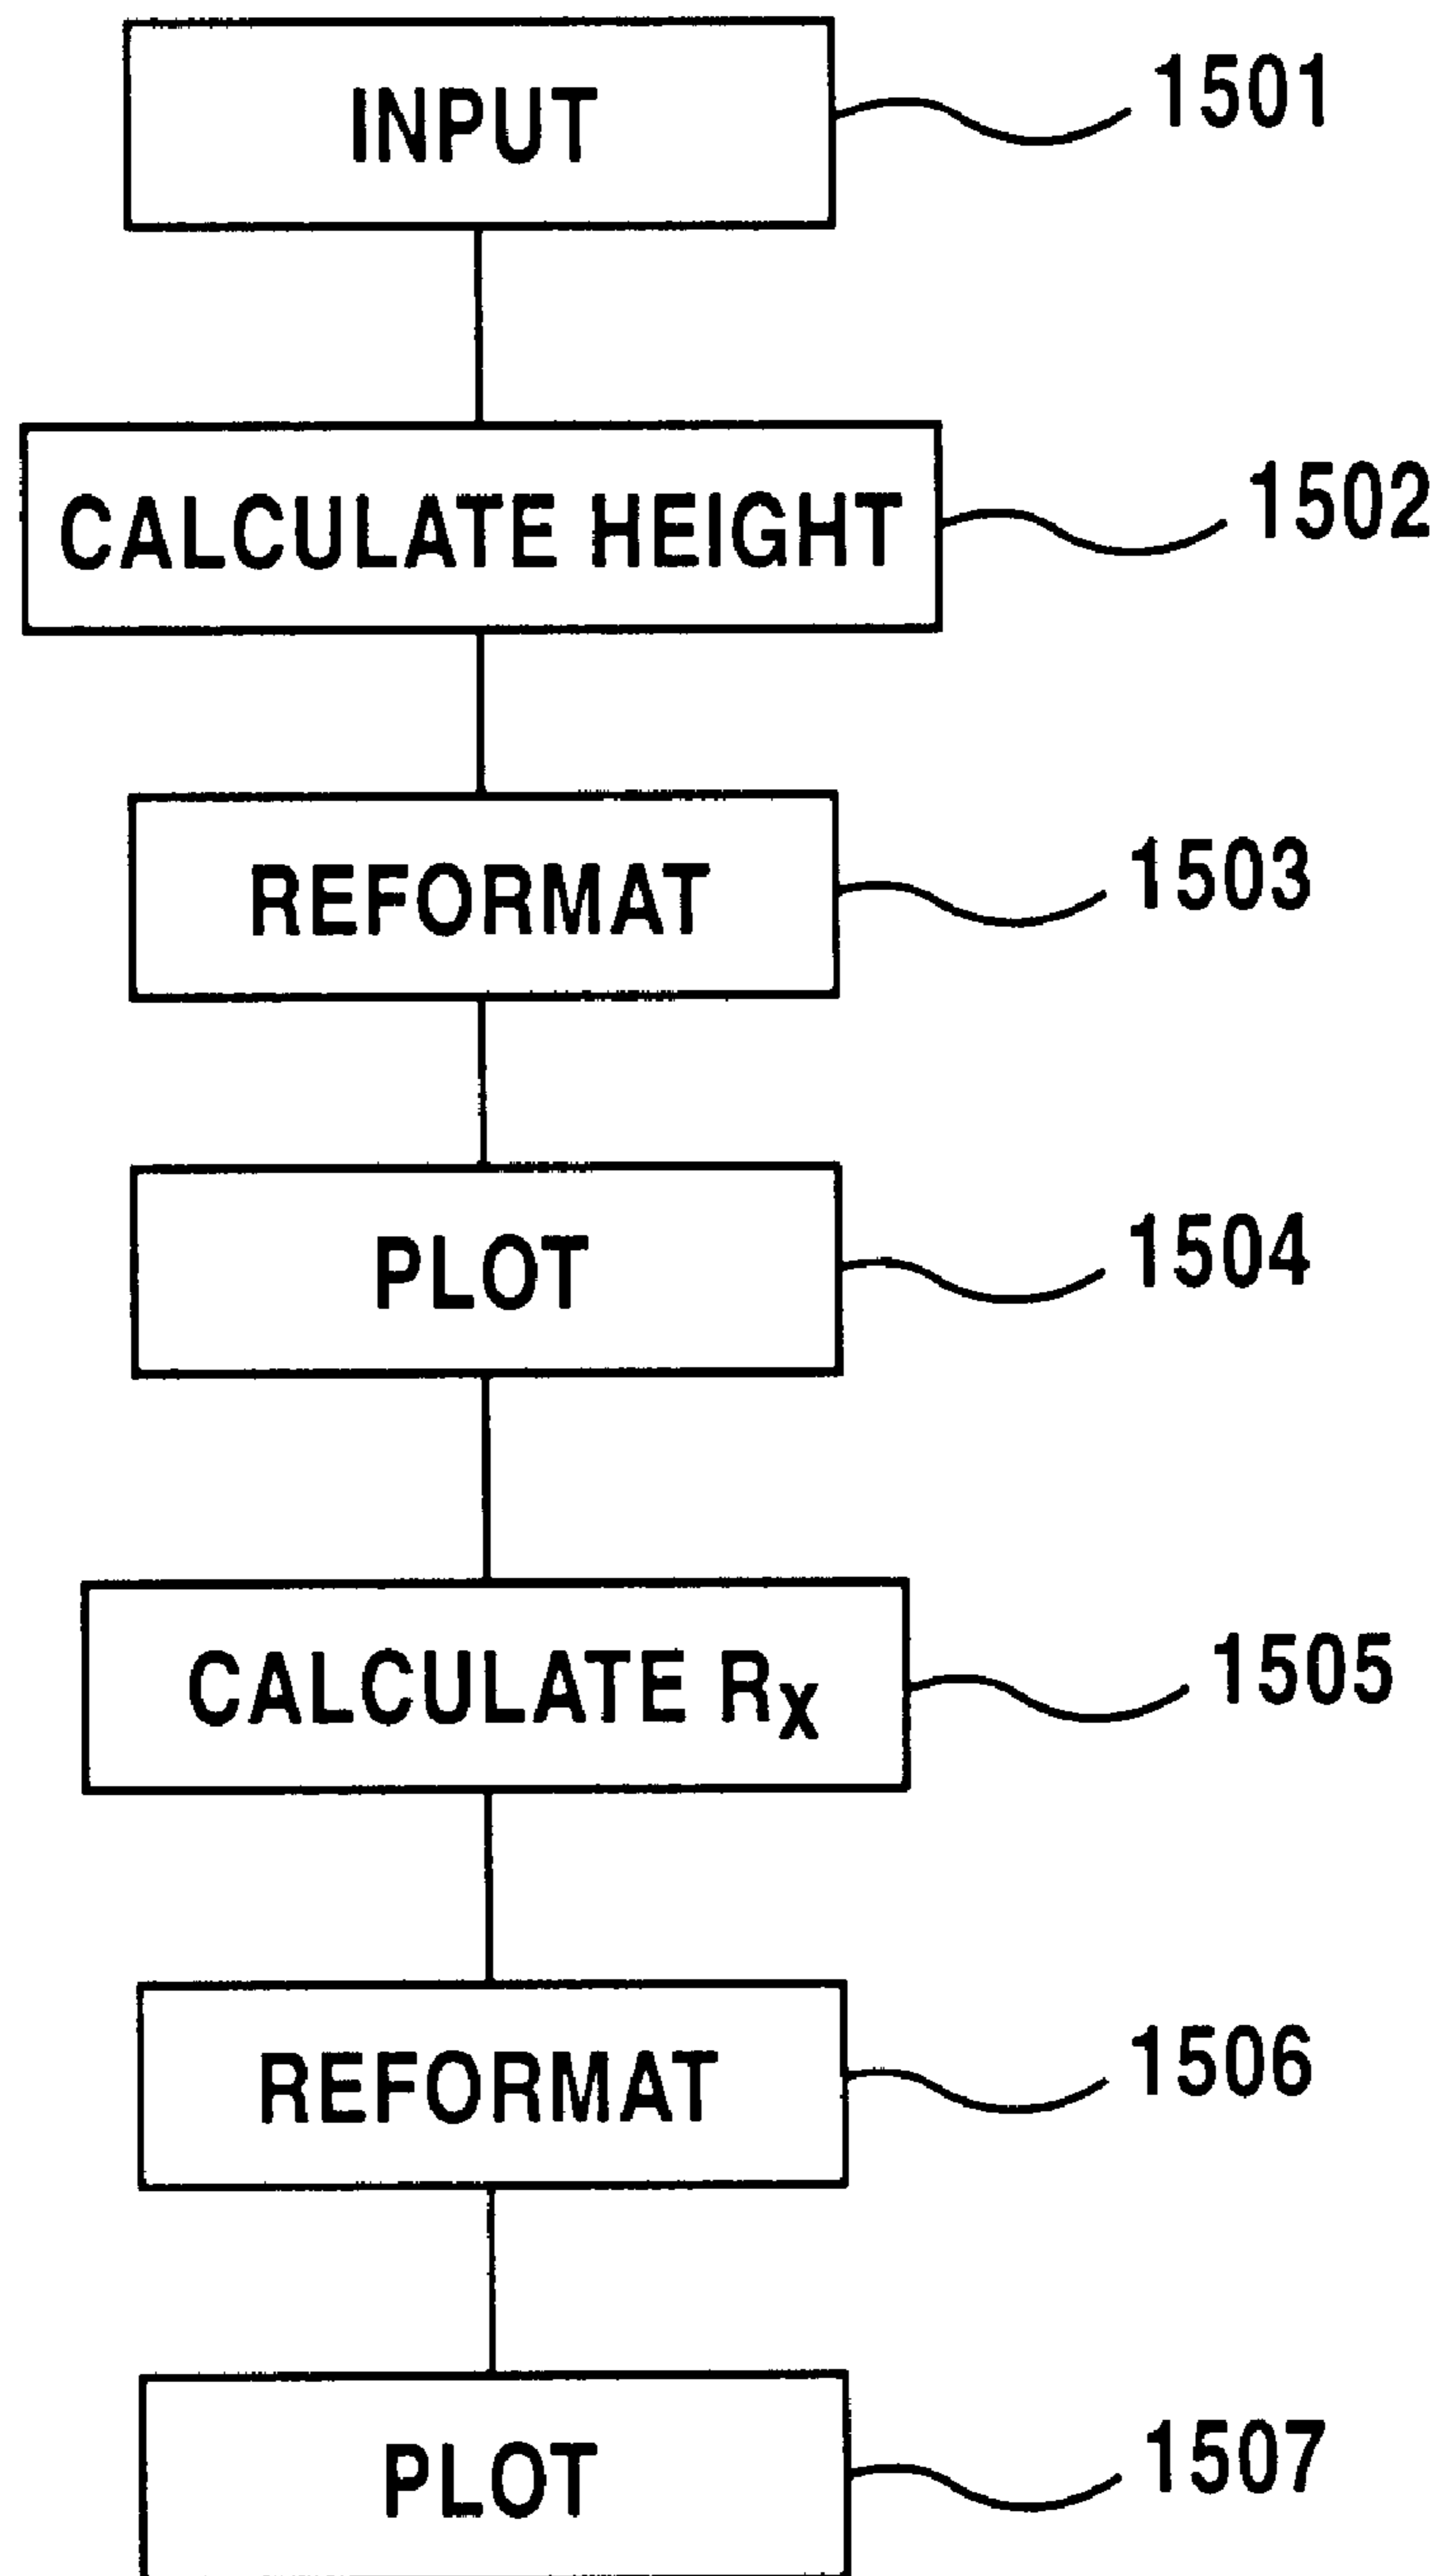 INPUT 1501
CALCULATE HEIGHT 1502
REFORMAT 1503
PLOT 1504
CALCULATE Rx 1505
REFORMAT 1506
PLOT 1507